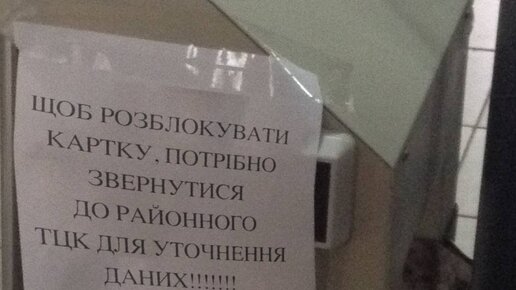 ЩОБ РОЗБЛОКУВАТИ
КАРТКУ, ПОТРІБНО
ЗВЕРНУТИСЯ
ДО РАЙОННОГО
ТЦК ДЛЯ УТОЧНЕННЯ
ДАНИХ!!!!!!!